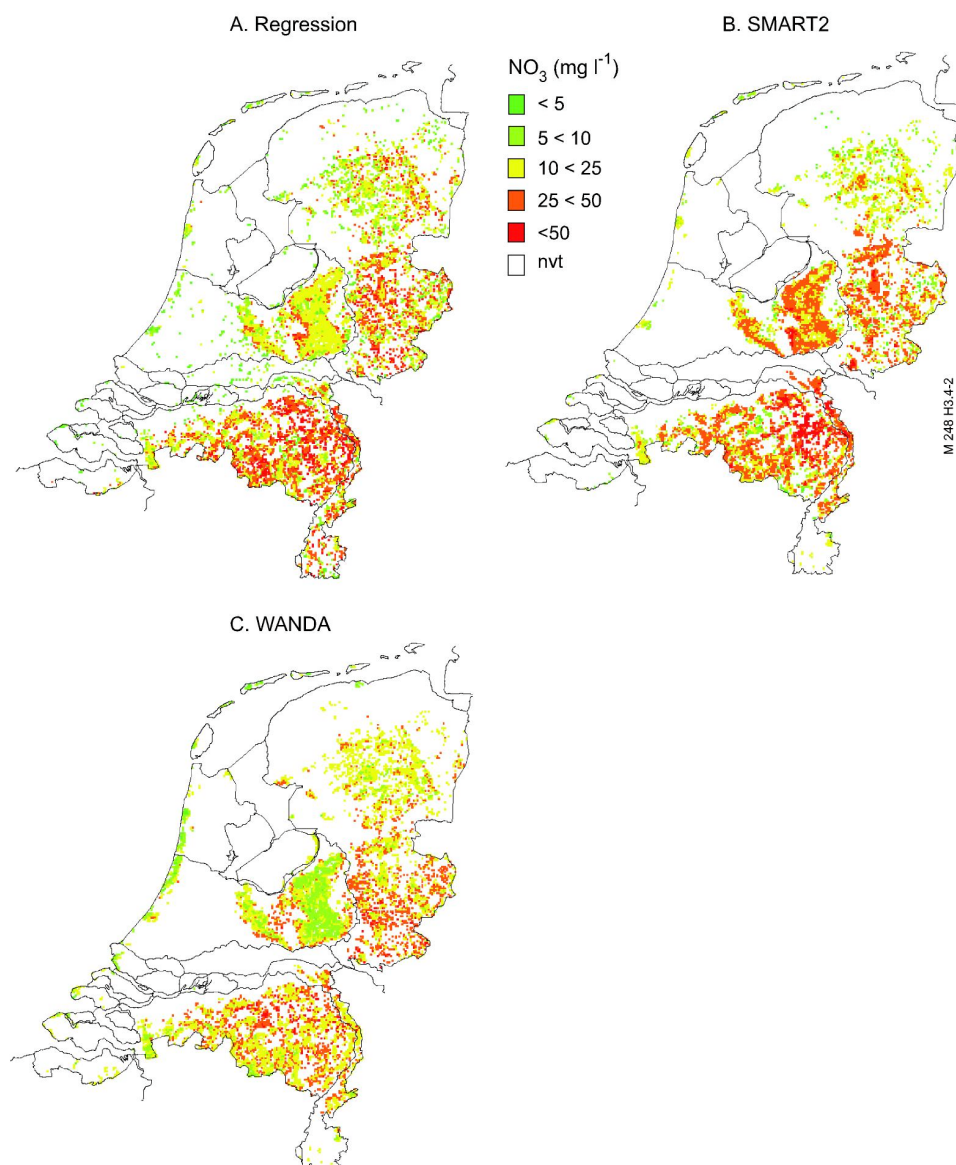 A. Regression
B. SMART2
NO₃ (mg l⁻¹)
< 5
5 < 10
10 < 25
25 < 50
<50
nvt
M 248 H3.4-2
C. WANDA